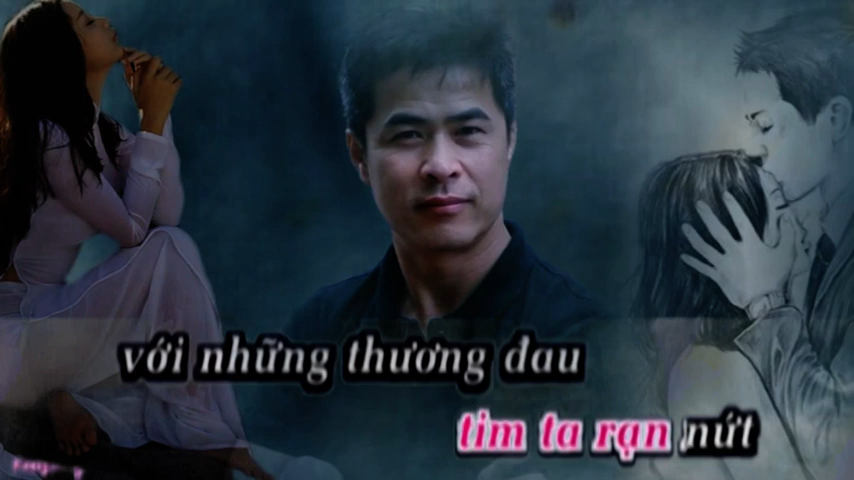 với những thương đau
tim ta rạn nứt